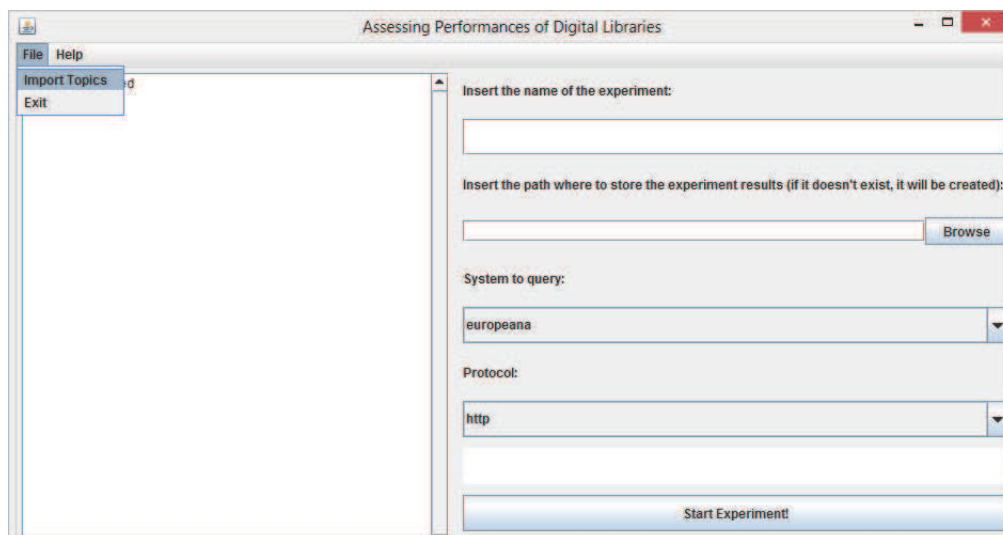 Assessing Performances of Digital Libraries
File Help
Import Topics
Exit
Insert the name of the experiment:
Insert the path where to store the experiment results (if it doesn't exist, it will be created):
Browse
System to query:
europeana
Protocol:
http
Start Experiment!